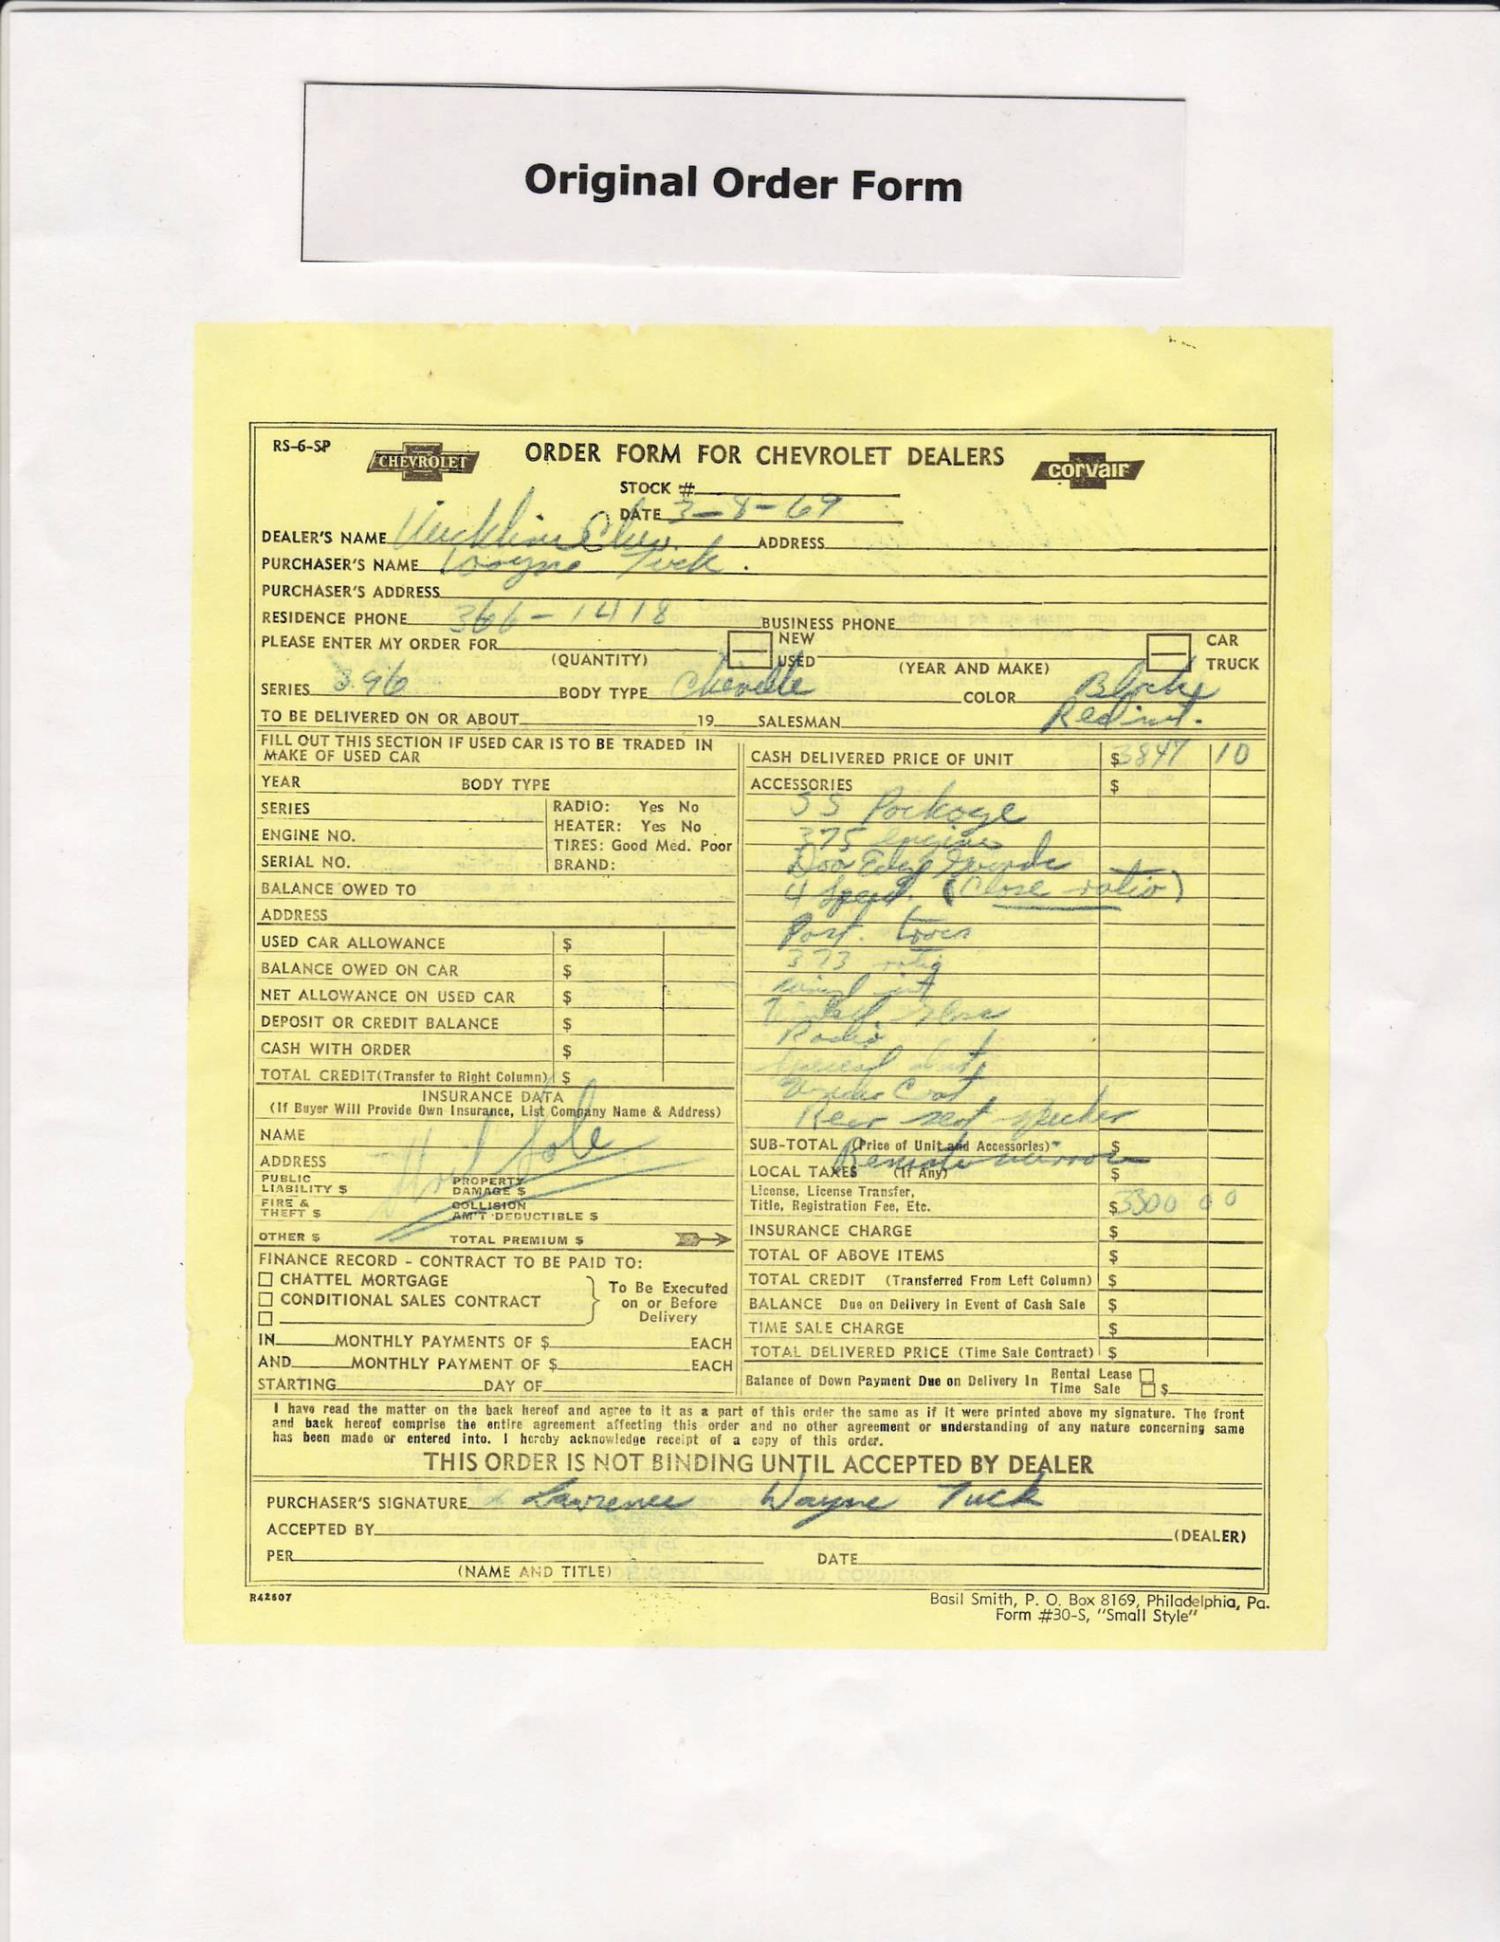 Original Order Form
RS-6-SP
CHEVROLET
ORDER FORM FOR CHEVROLET DEALERS
corvair
STOCK #
DATE 3-8-69
DEALER'S NAME Chev. ADDRESS
PURCHASER'S NAME Wayne Tuck.
PURCHASER'S ADDRESS
RESIDENCE PHONE 366-1418 BUSINESS PHONE
PLEASE ENTER MY ORDER FOR (QUANTITY) NEW USED (YEAR AND MAKE) CAR TRUCK
SERIES 396 BODY TYPE Chevelle COLOR Black
Red int.
TO BE DELIVERED ON OR ABOUT 19 SALESMAN
FILL OUT THIS SECTION IF USED CAR IS TO BE TRADED IN
MAKE OF USED CAR
YEAR BODY TYPE
SERIES
RADIO: Yes No
HEATER: Yes No
ENGINE NO.
TIRES: Good Med. Poor
SERIAL NO.
BRAND:
BALANCE OWED TO
ADDRESS
USED CAR ALLOWANCE $
BALANCE OWED ON CAR $
NET ALLOWANCE ON USED CAR $
DEPOSIT OR CREDIT BALANCE $
CASH WITH ORDER $
TOTAL CREDIT(Transfer to Right Column) $
INSURANCE DATA
(If Buyer Will Provide Own Insurance, List Company Name & Address)
NAME
ADDRESS
PUBLIC LIABILITY $ PROPERTY DAMAGE $
FIRE & THEFT $ COLLISION AM'T DEDUCTIBLE $
OTHER $ TOTAL PREMIUM $
FINANCE RECORD - CONTRACT TO BE PAID TO:
CHATTEL MORTGAGE
CONDITIONAL SALES CONTRACT
To Be Executed
on or Before
Delivery
IN MONTHLY PAYMENTS OF $ EACH
AND MONTHLY PAYMENT OF $ EACH
STARTING DAY OF
CASH DELIVERED PRICE OF UNIT $3847 10
ACCESSORIES $
SS Package
375 engine
Door Edge Guards
4 Speed. (Close ratio)
Post. trac
373 ratio
vinyl int
Radio
Under Coat
Rear seat speaker
SUB-TOTAL (Price of Unit and Accessories) $
Remote mirror
LOCAL TAXES (If Any) $
License, License Transfer,
Title, Registration Fee, Etc. $3300 00
INSURANCE CHARGE $
TOTAL OF ABOVE ITEMS $
TOTAL CREDIT (Transferred From Left Column) $
BALANCE Due on Delivery in Event of Cash Sale $
TIME SALE CHARGE $
TOTAL DELIVERED PRICE (Time Sale Contract) $
Balance of Down Payment Due on Delivery In Rental Lease
Time Sale $
I have read the matter on the back hereof and agree to it as a part of this order the same as if it were printed above my signature. The front
and back hereof comprise the entire agreement affecting this order and no other agreement or understanding of any nature concerning same
has been made or entered into. I hereby acknowledge receipt of a copy of this order.
THIS ORDER IS NOT BINDING UNTIL ACCEPTED BY DEALER
PURCHASER'S SIGNATURE Lawrence Wayne Tuck
ACCEPTED BY (DEALER)
PER DATE
(NAME AND TITLE)
R42607
Basil Smith, P. O. Box 8169, Philadelphia, Pa.
Form #30-S, "Small Style"